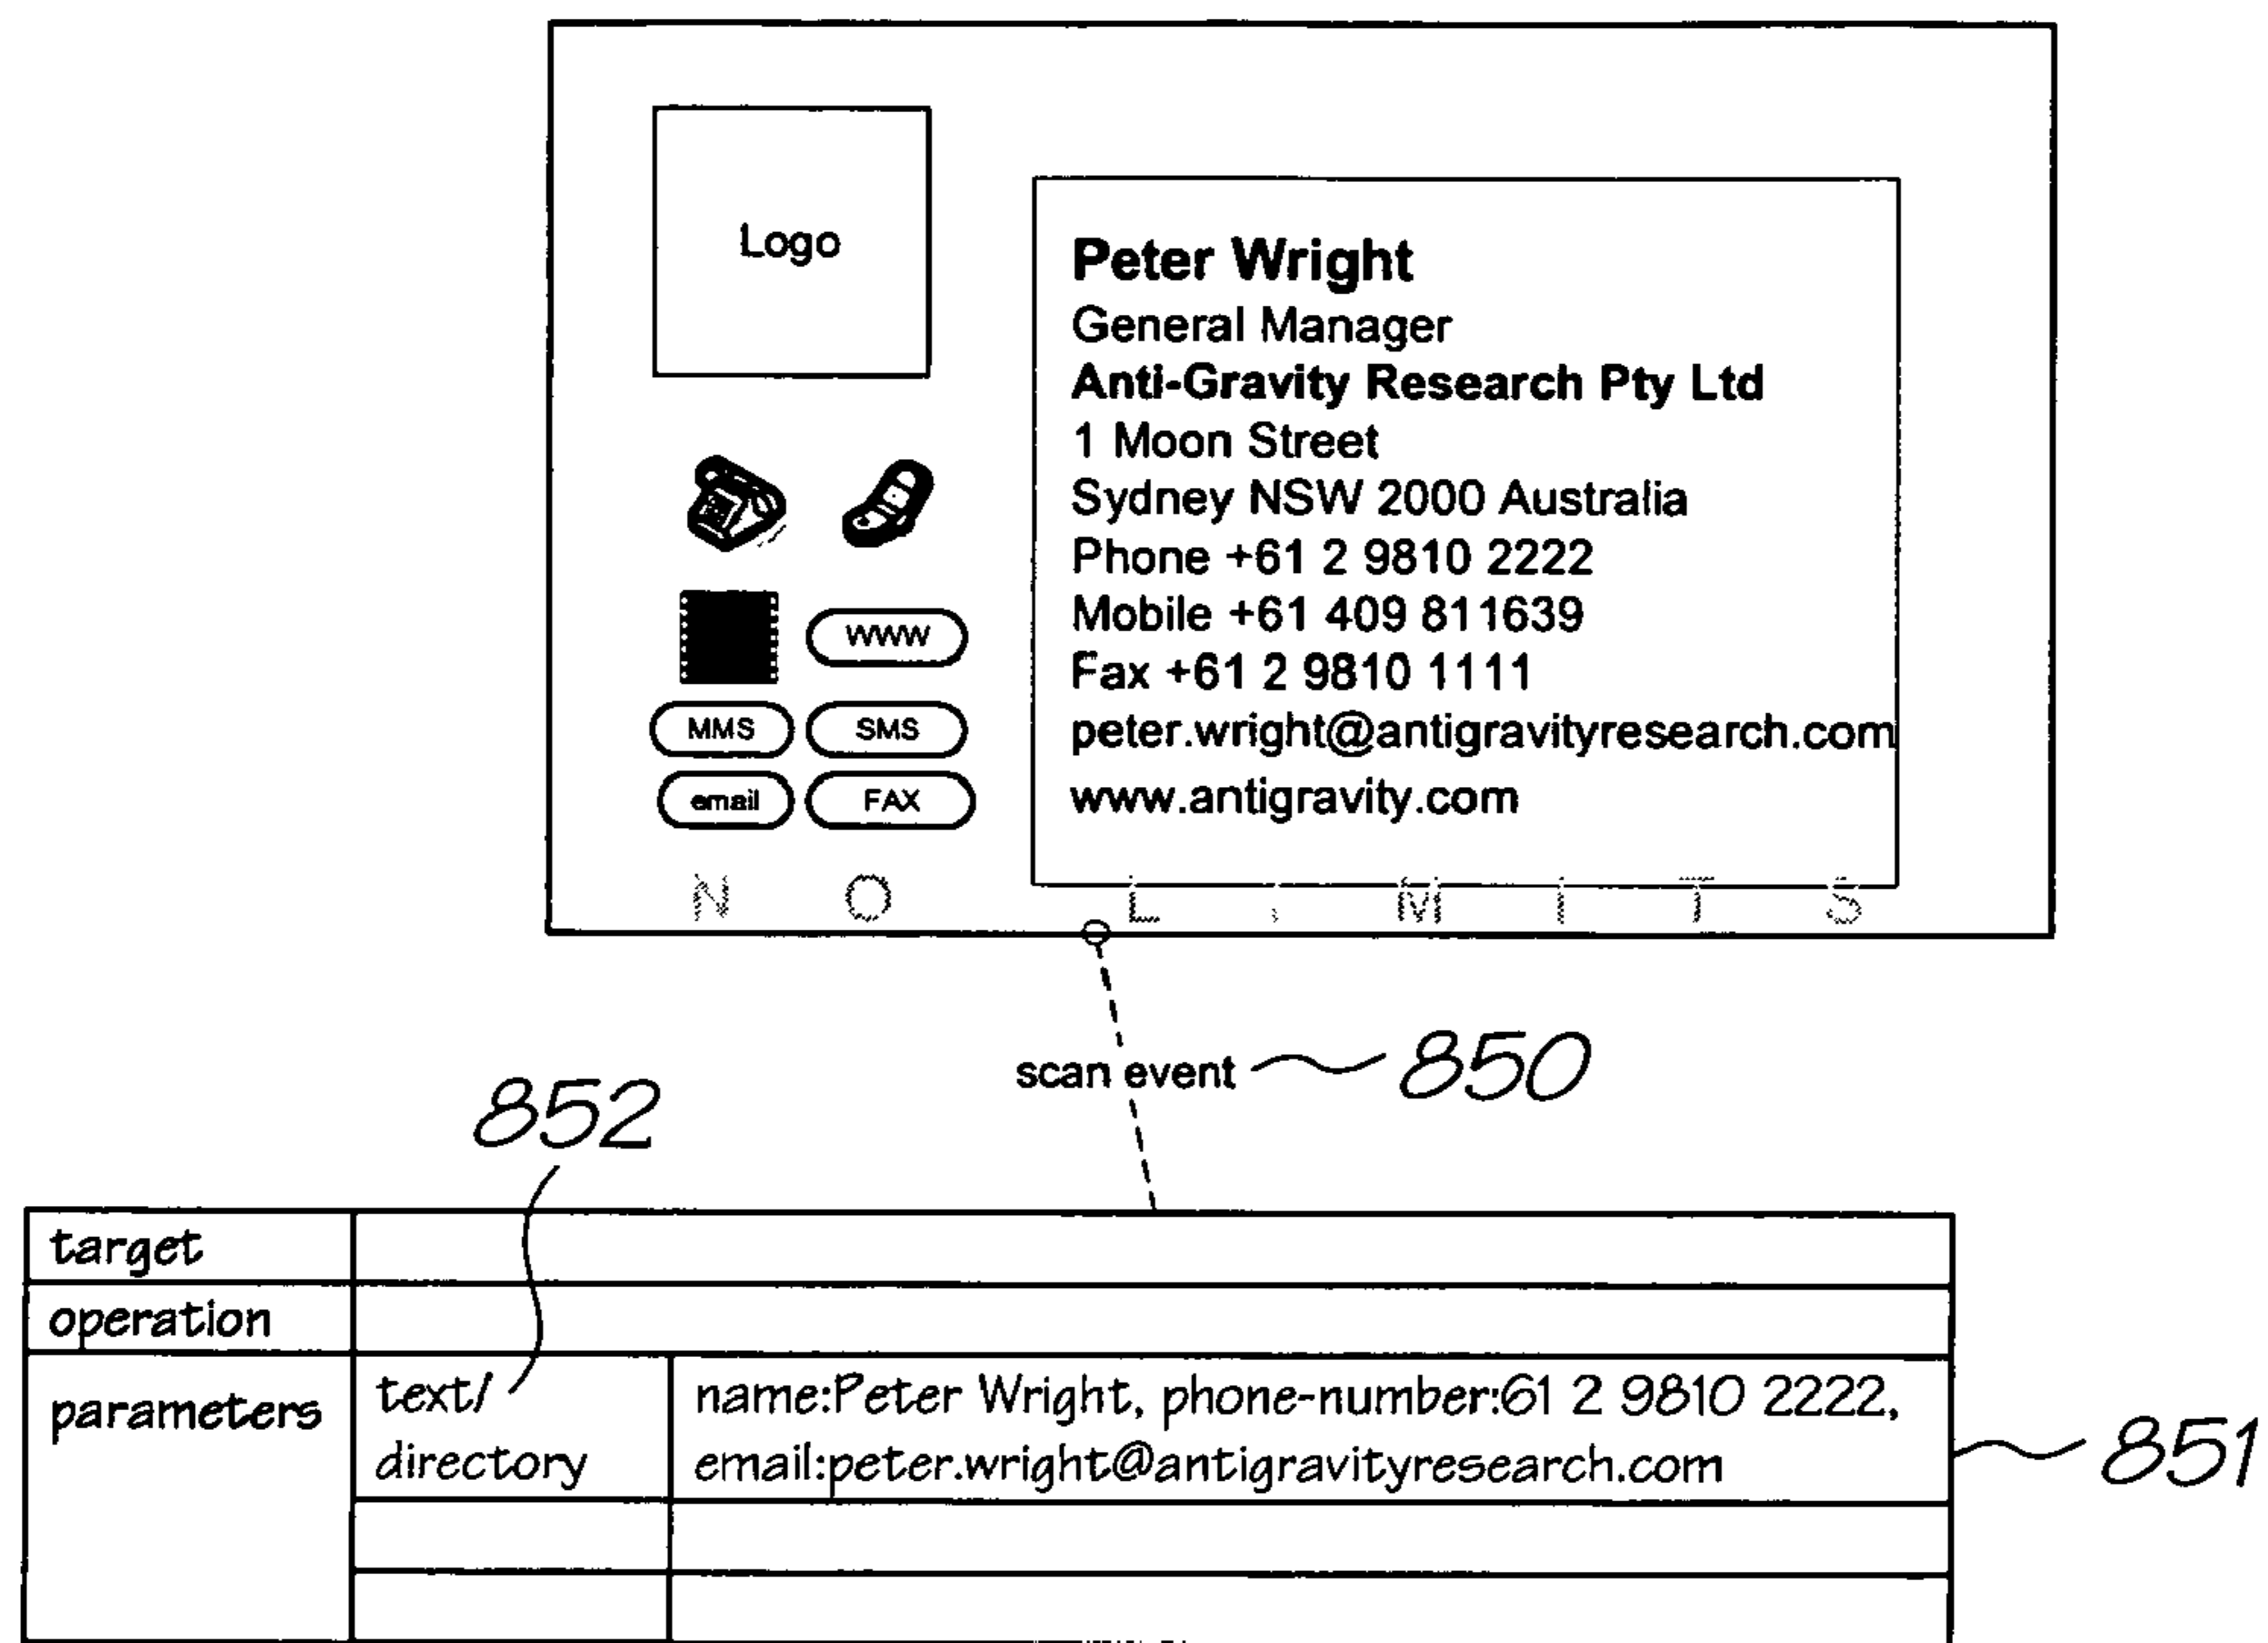 Logo
Peter Wright
General Manager
Anti-Gravity Research Pty Ltd
1 Moon Street
Sydney NSW 2000 Australia
Phone +61 2 9810 2222
Mobile +61 409 811639
Fax +61 2 9810 1111
peter.wright@antigravityresearch.com
www.antigravity.com
WWW
MMS SMS
email FAX
N O L I M I T S
scan event 850
852
target
operation
parameters text/ name:Peter Wright, phone-number:61 2 9810 2222,
directory email:peter.wright@antigravityresearch.com
851